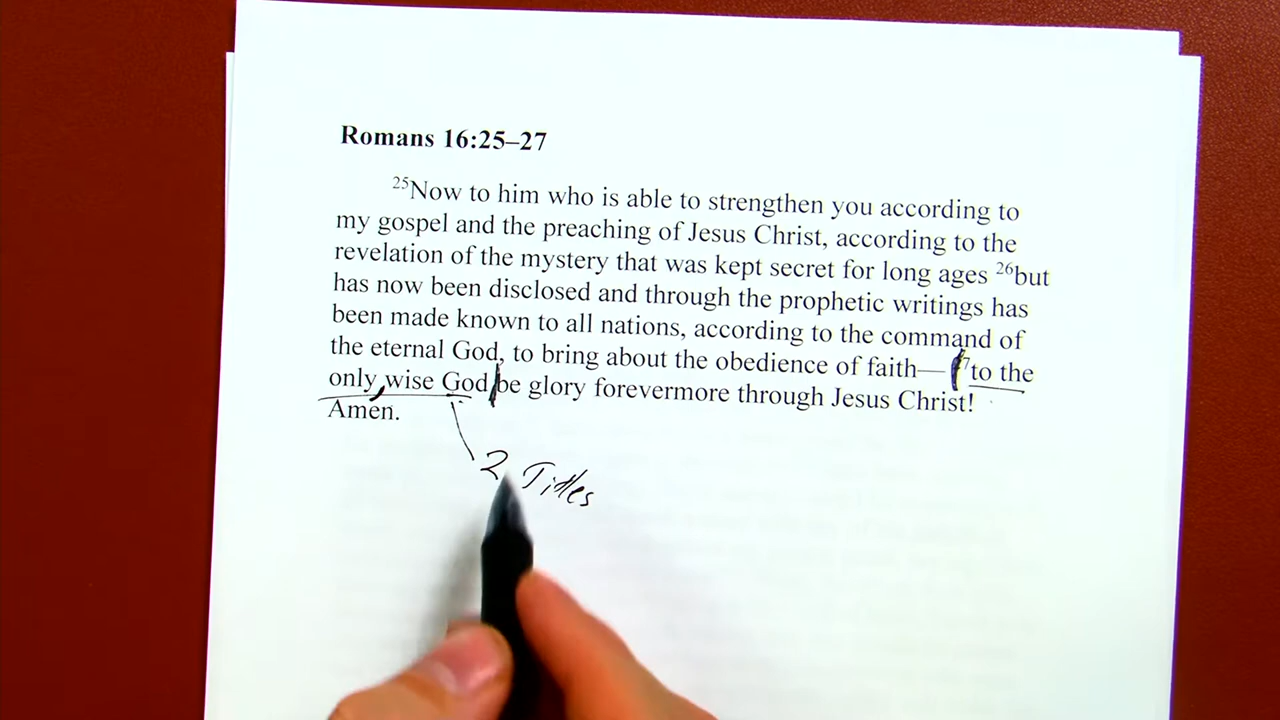 Romans 16:25–27
25Now to him who is able to strengthen you according to
my gospel and the preaching of Jesus Christ, according to the
revelation of the mystery that was kept secret for long ages 26but
has now been disclosed and through the prophetic writings has
been made known to all nations, according to the command of
the eternal God, to bring about the obedience of faith— 7to the
only, wise God be glory forevermore through Jesus Christ!
Amen.
2 Titles